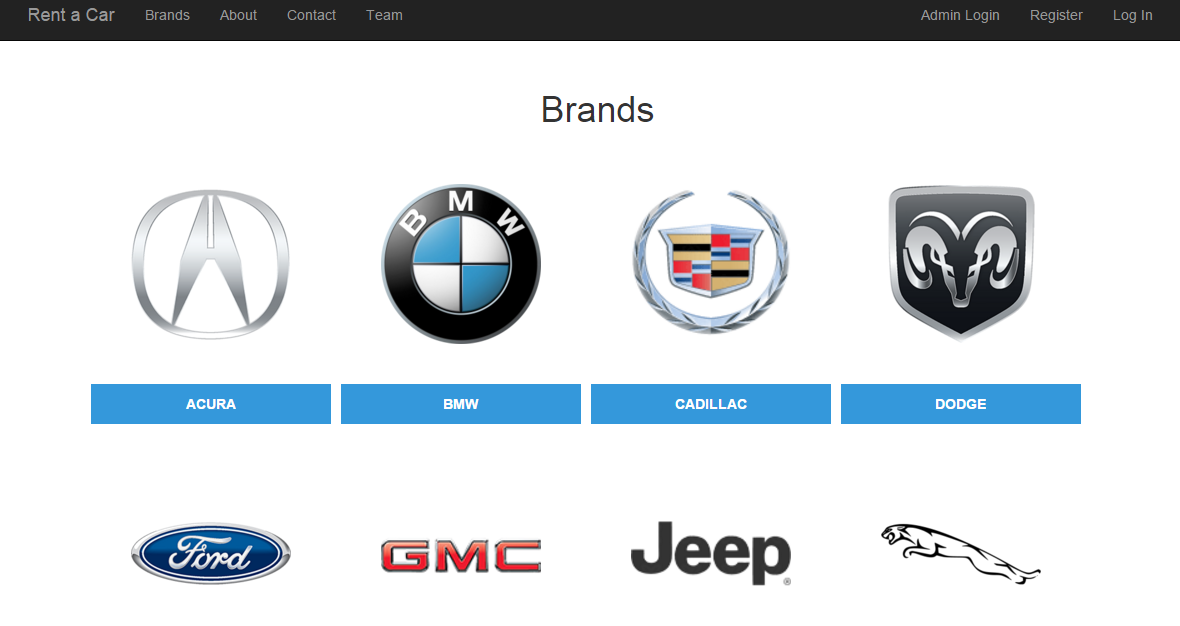 Rent a Car Brands About Contact Team Admin Login Register Log In
Brands
BMW
ACURA BMW CADILLAC DODGE
Ford GMC Jeep®